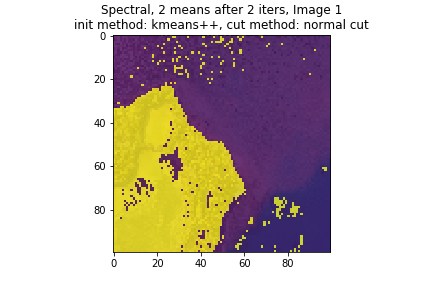 Spectral, 2 means after 2 iters, Image 1
init method: kmeans++, cut method: normal cut
0
20
40
60
80
0 20 40 60 80